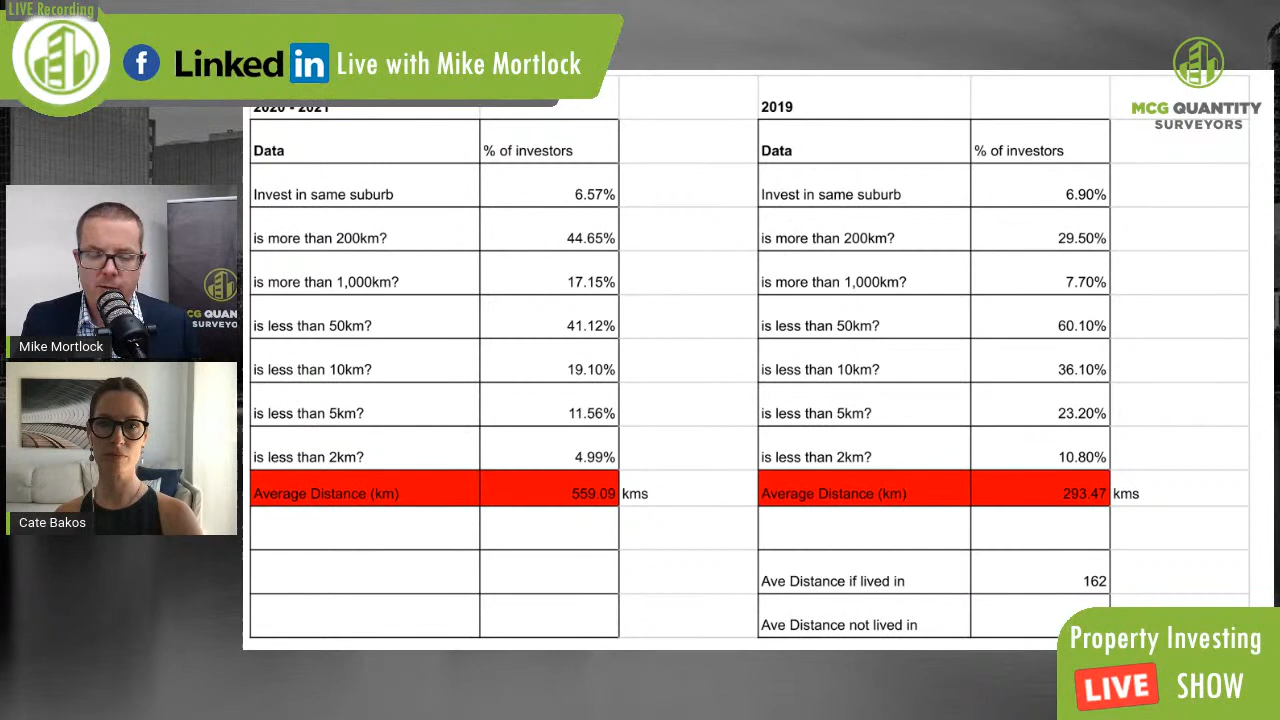 LIVE Recording
f Linked in Live with Mike Mortlock
MCG QUANTITY
SURVEYORS
2020 - 2021
2019
Data % of investors
Invest in same suburb 6.57%
is more than 200km? 44.65%
is more than 1,000km? 17.15%
is less than 50km? 41.12%
is less than 10km? 19.10%
is less than 5km? 11.56%
is less than 2km? 4.99%
Average Distance (km) 559.09 kms
Data % of investors
Invest in same suburb 6.90%
is more than 200km? 29.50%
is more than 1,000km? 7.70%
is less than 50km? 60.10%
is less than 10km? 36.10%
is less than 5km? 23.20%
is less than 2km? 10.80%
Average Distance (km) 293.47 kms
Ave Distance if lived in 162
Ave Distance not lived in
MCG QUAN
SURVEYO
Mike Mortlock
Cate Bakos
Property Investing
LIVE SHOW